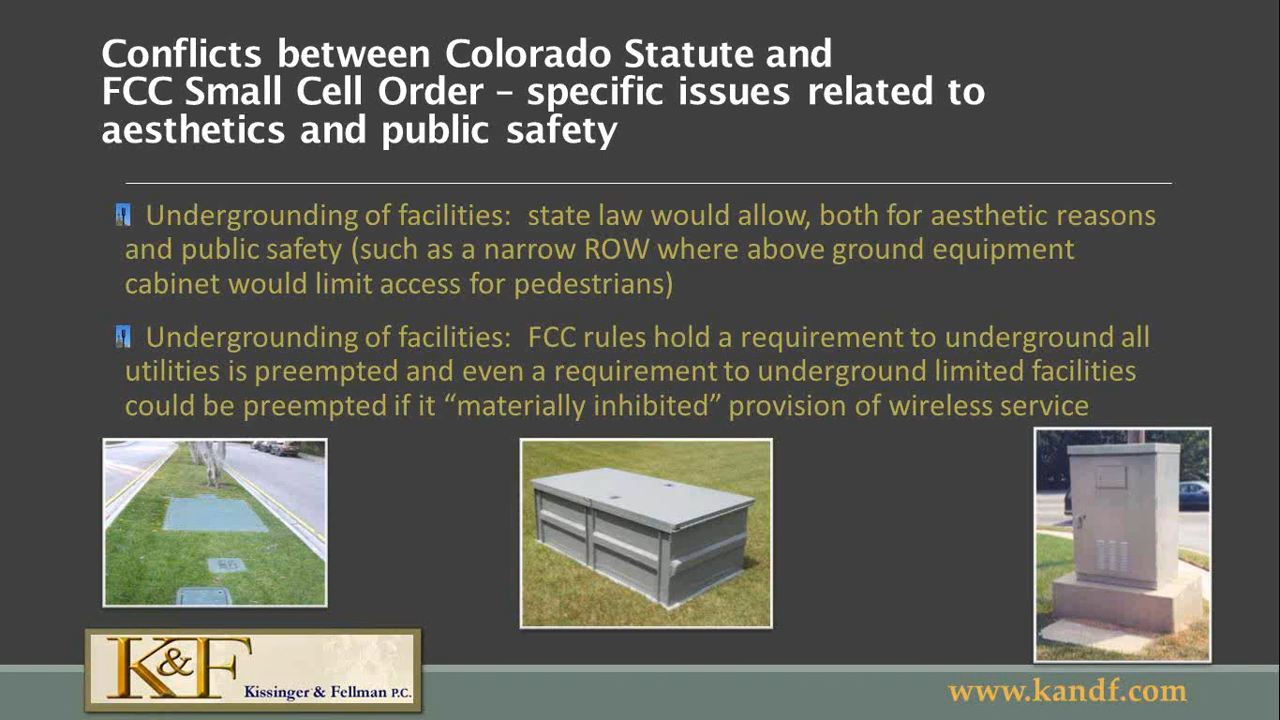 Conflicts between Colorado Statute and
FCC Small Cell Order – specific issues related to
aesthetics and public safety
Undergrounding of facilities: state law would allow, both for aesthetic reasons
and public safety (such as a narrow ROW where above ground equipment
cabinet would limit access for pedestrians)
Undergrounding of facilities: FCC rules hold a requirement to underground all
utilities is preempted and even a requirement to underground limited facilities
could be preempted if it “materially inhibited” provision of wireless service
K&F
Kissinger & Fellman P.C.
www.kandf.com